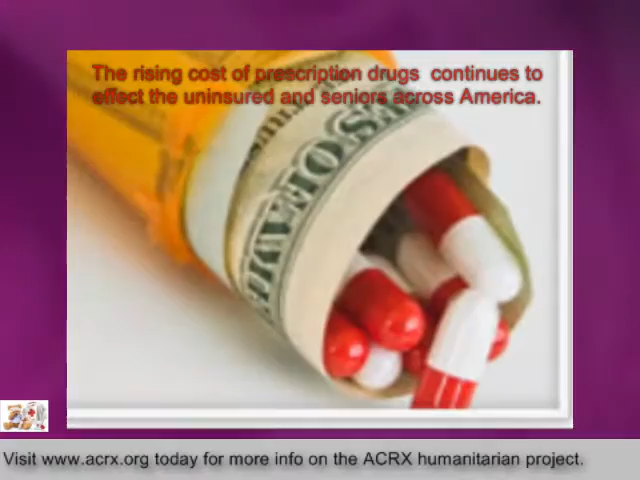 The rising cost of prescription drugs continues to
effect the uninsured and seniors across America.
Visit www.acrx.org today for more info on the ACRX humanitarian project.